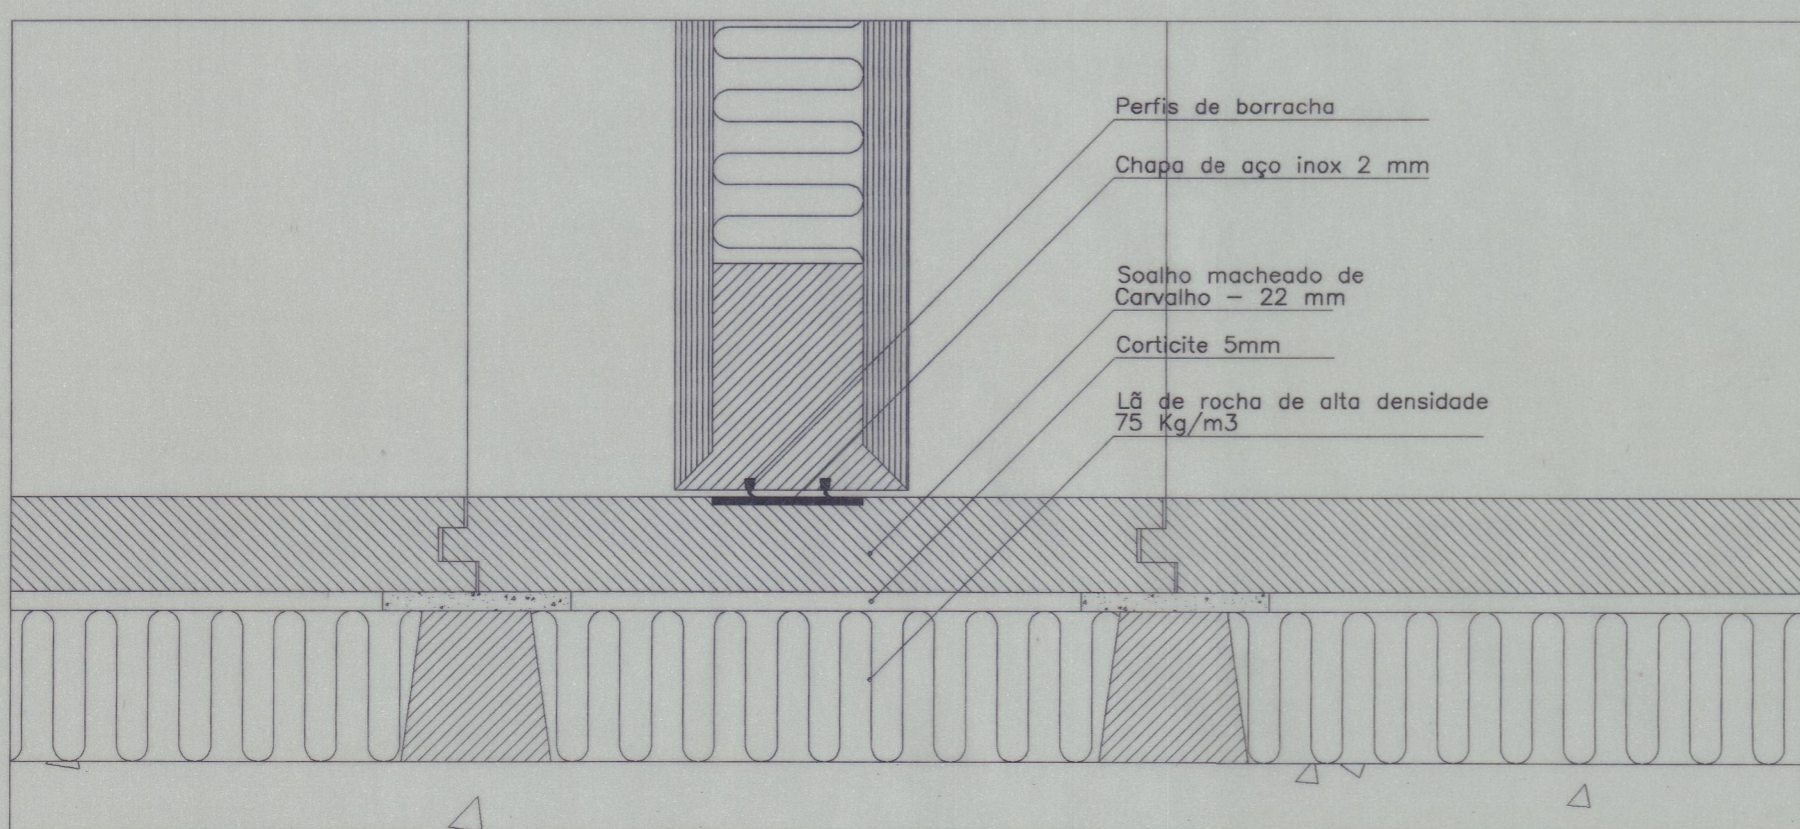 Perfis de borracha
Chapa de aço inox 2 mm
Soalho macheado de
Carvalho - 22 mm
Corticite 5mm
Lã de rocha de alta densidade
75 Kg/m3